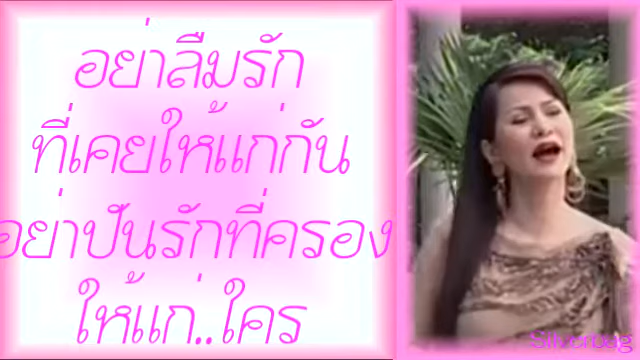 อย่าลืมรัก
ที่เคยให้แก่กัน
อย่าปันรักที่ครอง
ให้แก่..ใคร
Silverbag